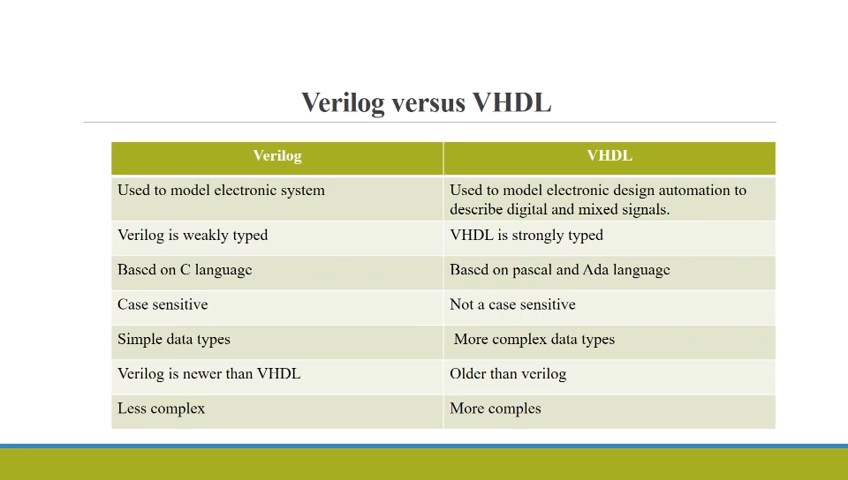 Verilog versus VHDL
Verilog
VHDL
Used to model electronic system
Used to model electronic design automation to
describe digital and mixed signals.
Verilog is weakly typed
VHDL is strongly typed
Based on C language
Based on pascal and Ada language
Case sensitive
Not a case sensitive
Simple data types
More complex data types
Verilog is newer than VHDL
Older than verilog
Less complex
More comples